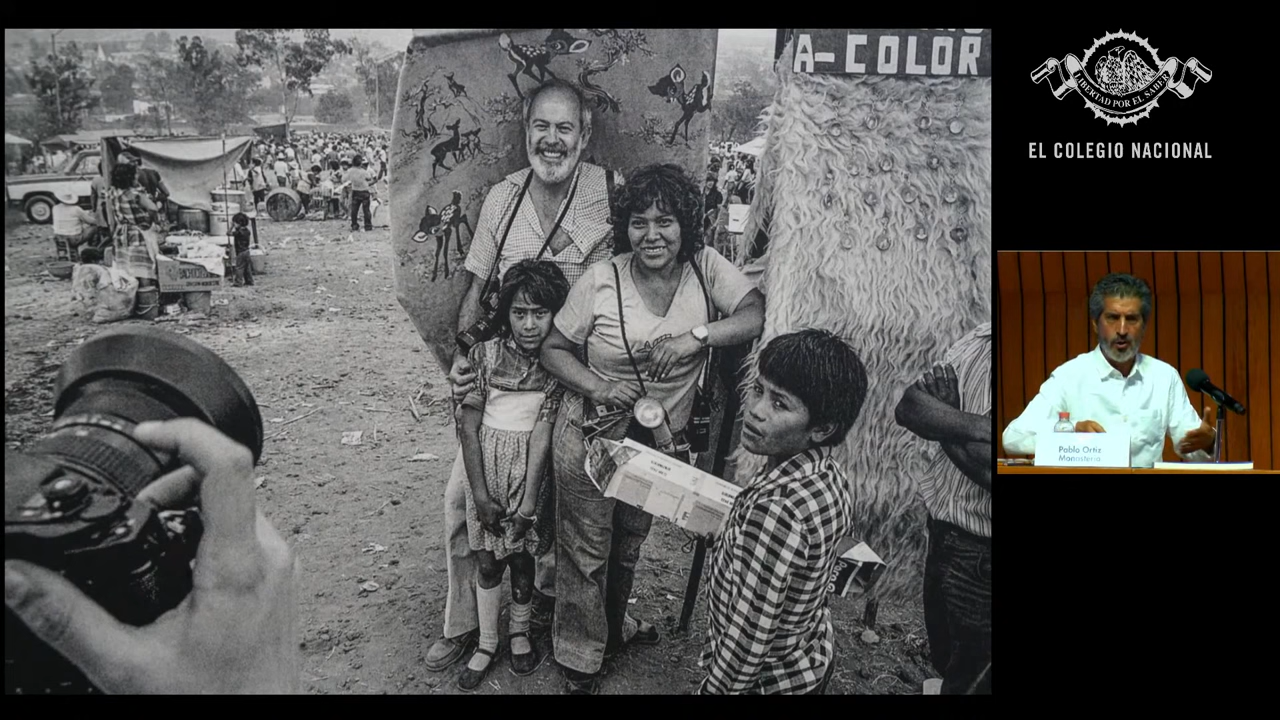 A-COLOR
LIBERTAD POR EL SABER
EL COLEGIO NACIONAL
Pablo Ortiz
Monasterio